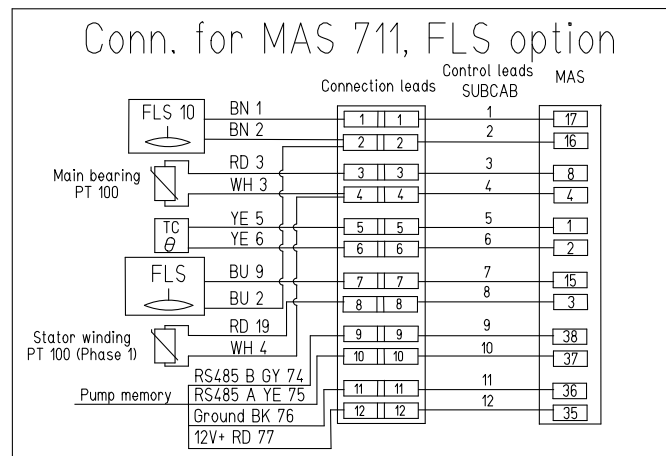 Conn. for MAS 711, FLS option
Connection leads
Control leads
SUBCAB
MAS
FLS 10
BN 1
1 1
1
17
BN 2
2 2
2
16
Main bearing
PT 100
RD 3
3 3
3
8
WH 3
4 4
4
4
TC
θ
YE 5
5 5
5
1
YE 6
6 6
6
2
FLS
BU 9
7 7
7
15
BU 2
8 8
8
3
Stator winding
PT 100 (Phase 1)
RD 19
9 9
9
38
WH 4
10 10
10
37
Pump memory
RS485 B GY 74
RS485 A YE 75
11 11
11
36
Ground BK 76
12 12
12
35
12V+ RD 77